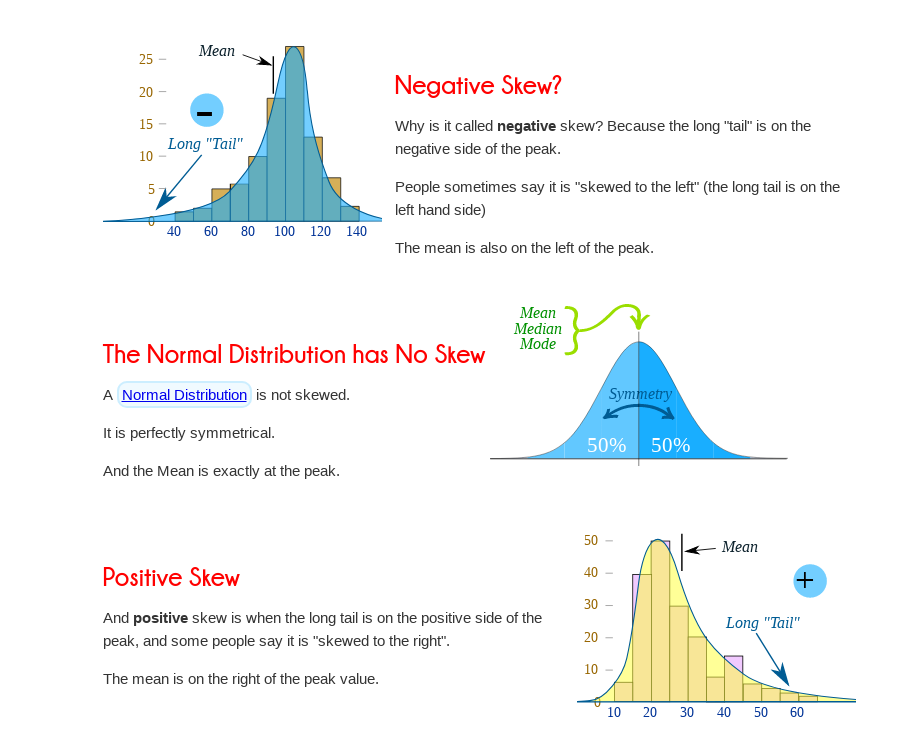 Mean
25
20
15
10
5
0
–
Long "Tail"
40 60 80 100 120 140
Negative Skew?
Why is it called negative skew? Because the long "tail" is on the
negative side of the peak.
People sometimes say it is "skewed to the left" (the long tail is on the
left hand side)
The mean is also on the left of the peak.
The Normal Distribution has No Skew
A Normal Distribution is not skewed.
It is perfectly symmetrical.
And the Mean is exactly at the peak.
Mean
Median
Mode
Symmetry
50% 50%
Positive Skew
And positive skew is when the long tail is on the positive side of the
peak, and some people say it is "skewed to the right".
The mean is on the right of the peak value.
50
40
30
20
10
0
Mean
+
Long "Tail"
10 20 30 40 50 60